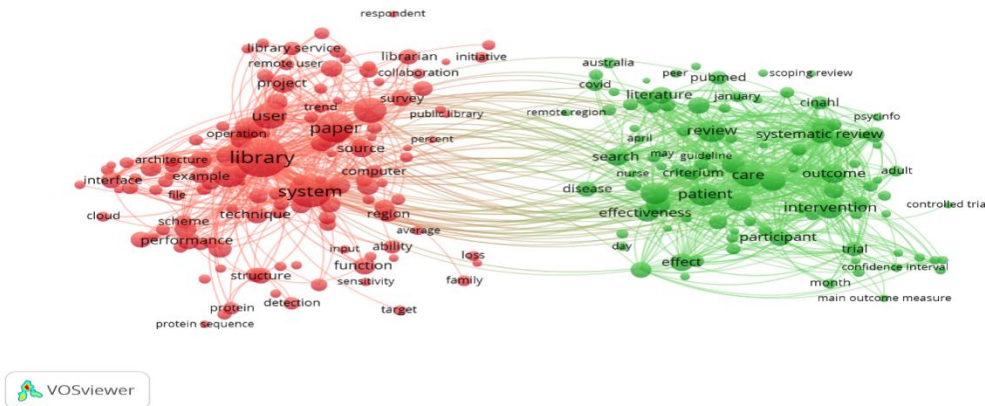 respondent
library service
librarian
initiative
remote user
collaboration
project
survey
trend
public library
user
paper
operation
percent
source
library
architecture
computer
interface
example
file
system
cloud
scheme
technique
region
performance
average
input
ability
loss
function
structure
sensitivity
family
detection
protein
target
protein sequence
australia
peer
pubmed
scoping review
covid
literature
january
cinahl
remote region
psycinfo
april
review
systematic review
search
may
guideline
nurse
criterium
care
outcome
adult
disease
patient
effectiveness
intervention
controlled tria
day
participant
effect
trial
confidence interval
month
main outcome measure
VOSviewer